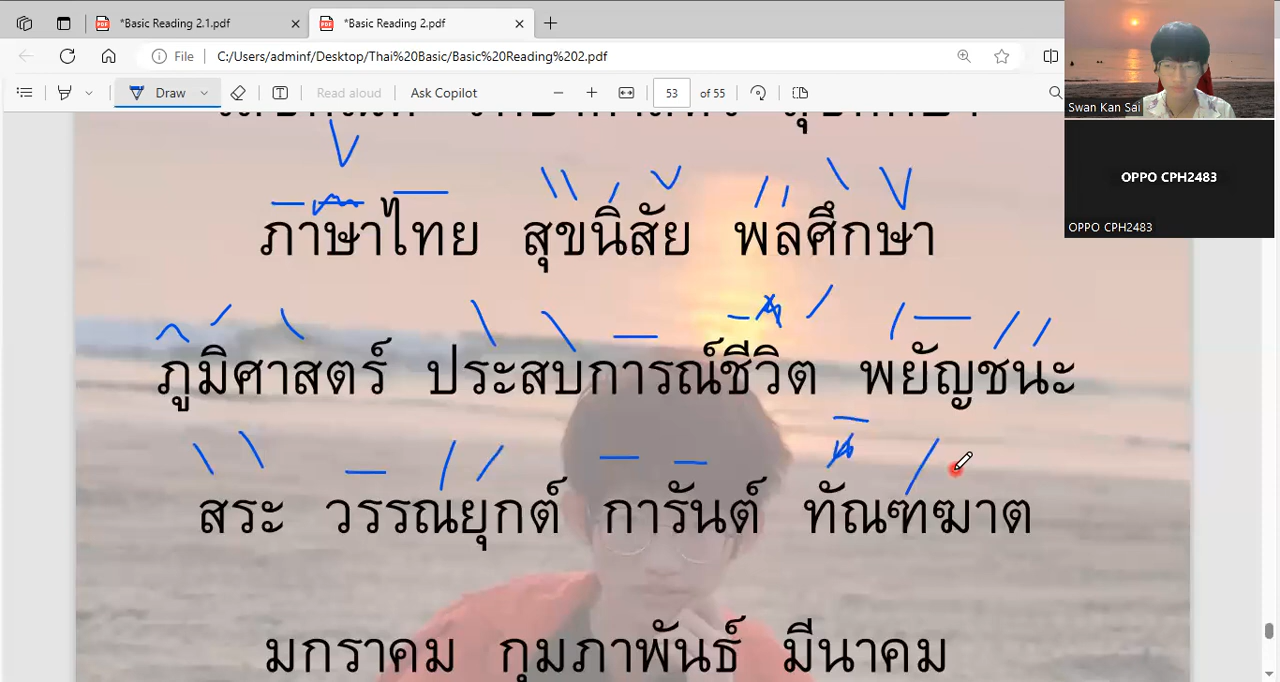 *Basic Reading 2.1.pdf *Basic Reading 2.pdf
File C:/Users/adminf/Desktop/Thai%20Basic/Basic%20Reading%202.pdf
Draw Read aloud Ask Copilot 53 of 55
Swan Kan Sai
OPPO CPH2483
OPPO CPH2483
ภาษาไทย สุขนิสัย พลศึกษา
ภูมิศาสตร์ ประสบการณ์ชีวิต พยัญชนะ
สระ วรรณยุกต์ การันต์ ทัณฑฆาต
มกราคม กุมภาพันธ์ มีนาคม